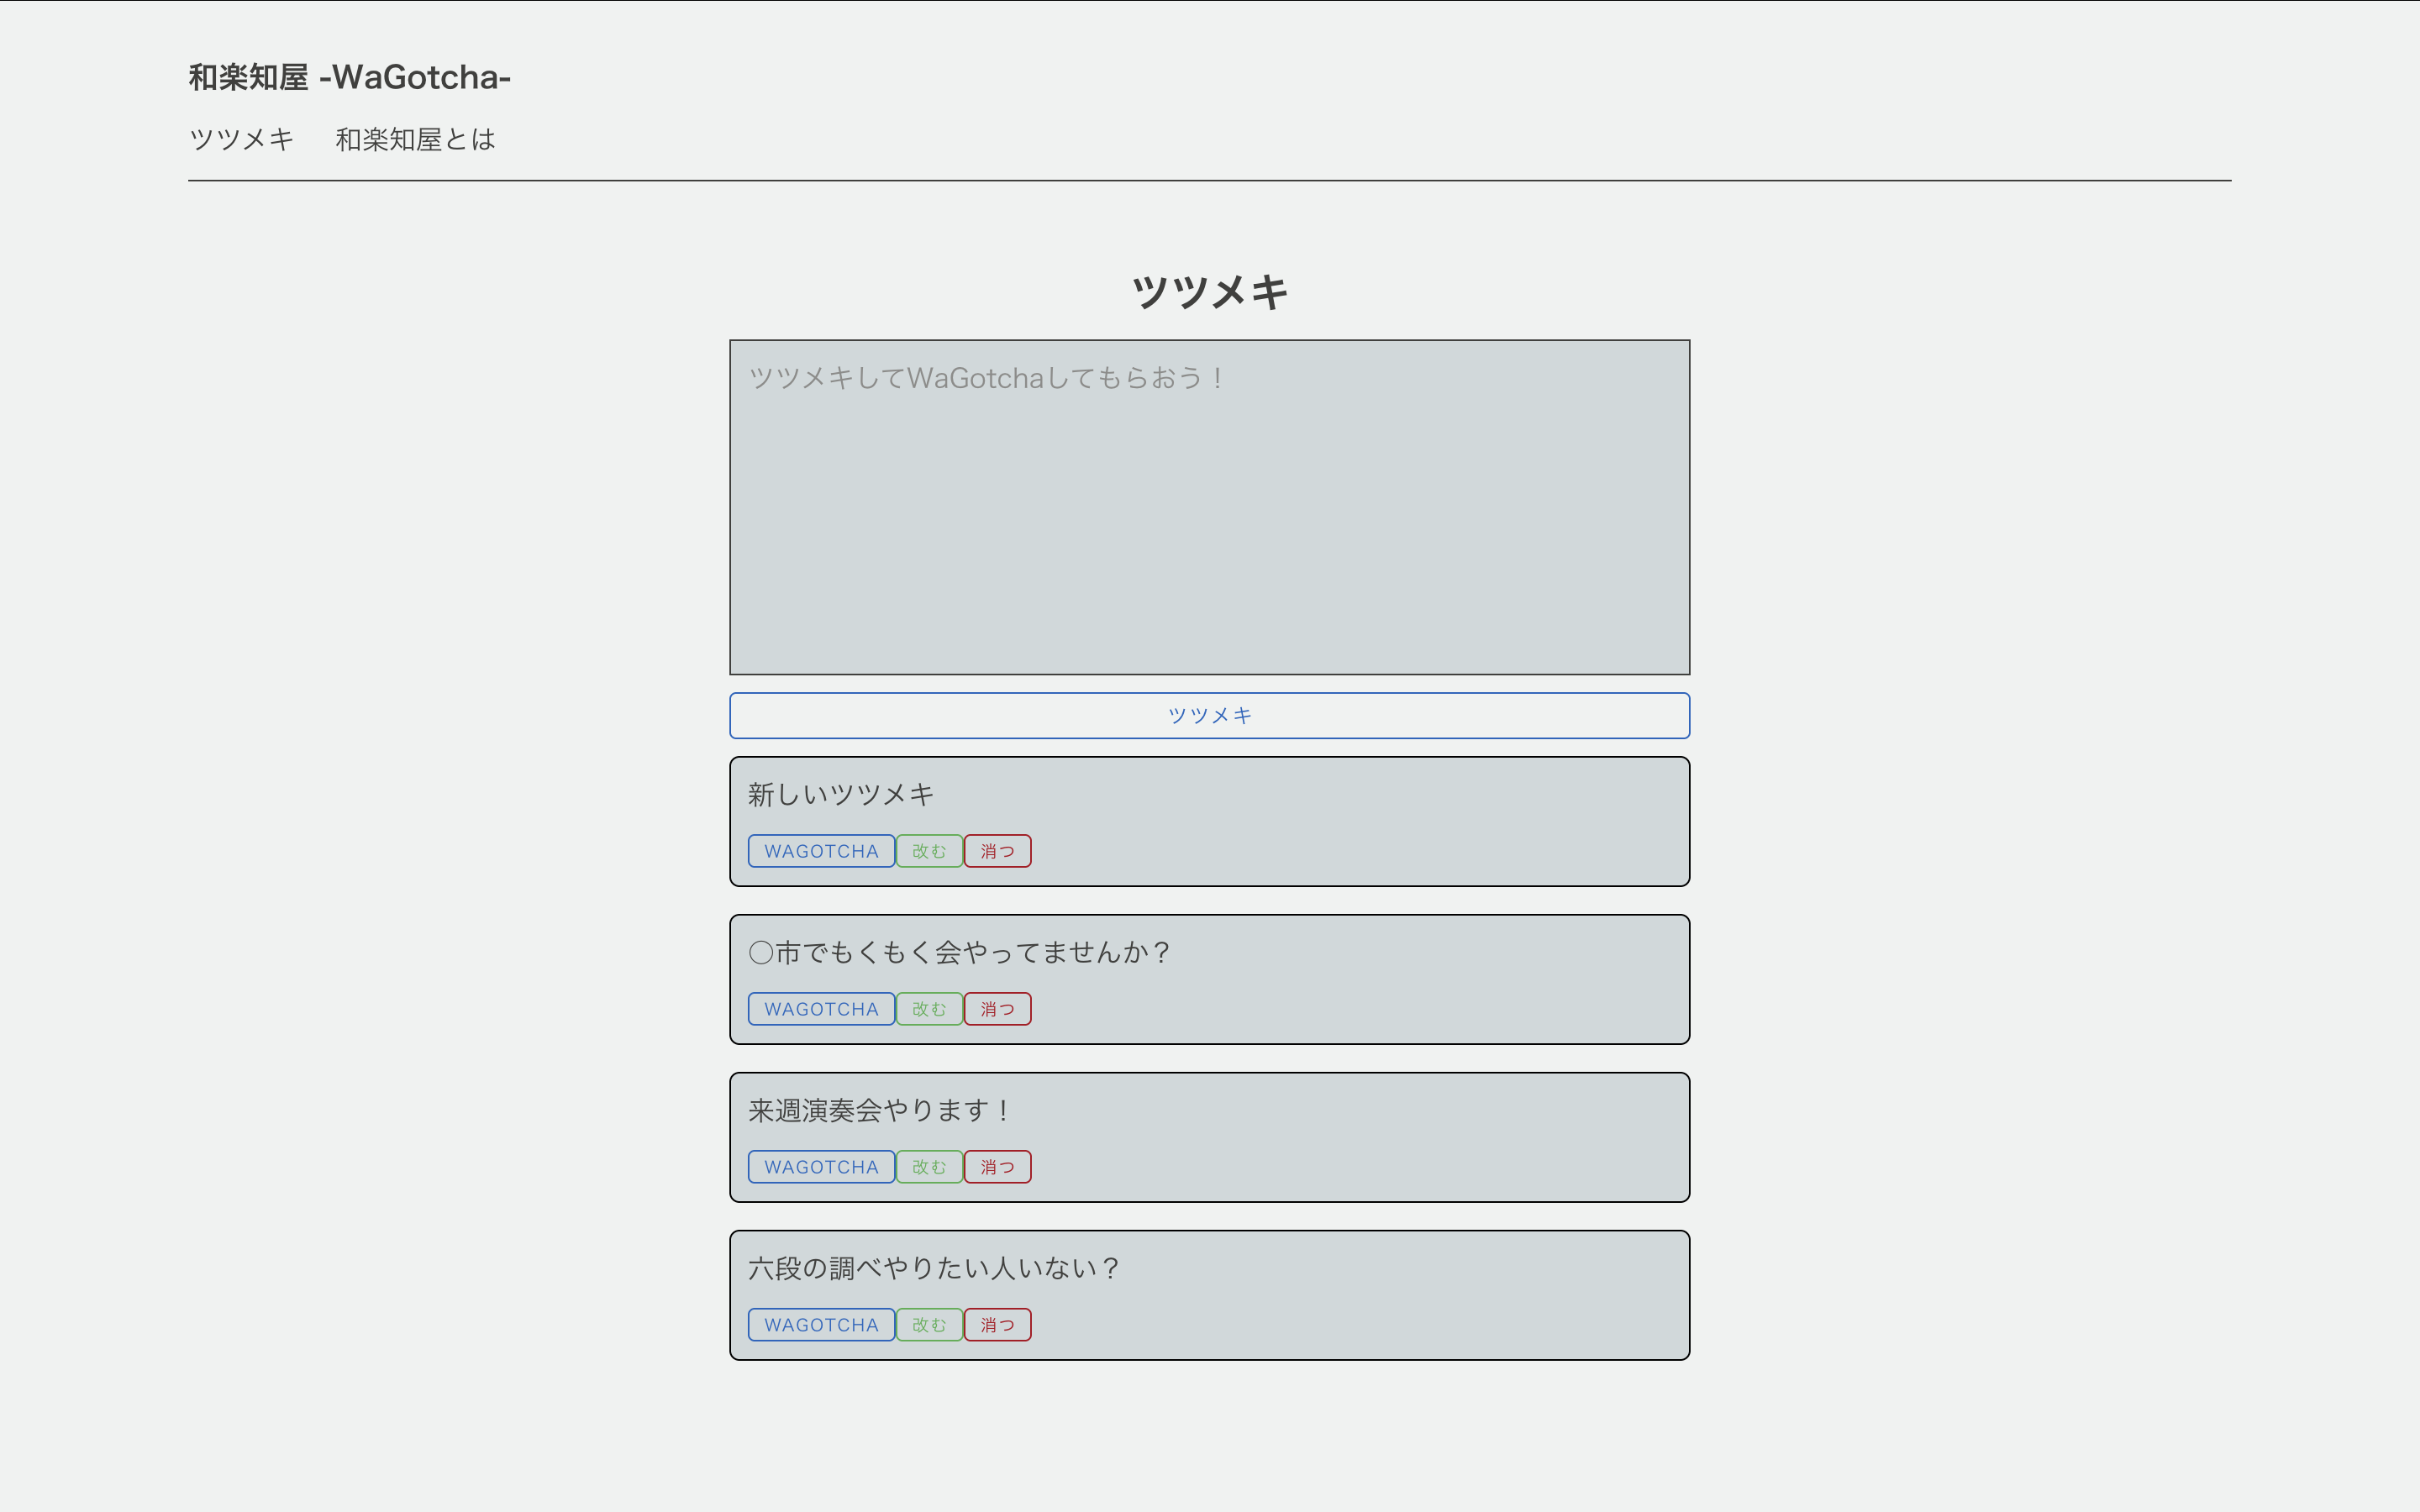 和楽知屋 -WaGotcha-
ツツメキ 和楽知屋とは
ツツメキ
ツツメキしてWaGotchaしてもらおう！
ツツメキ
新しいツツメキ
WAGOTCHA 改む 消つ
◯市でもくもく会やってませんか？
WAGOTCHA 改む 消つ
来週演奏会やります！
WAGOTCHA 改む 消つ
六段の調べやりたい人いない？
WAGOTCHA 改む 消つ